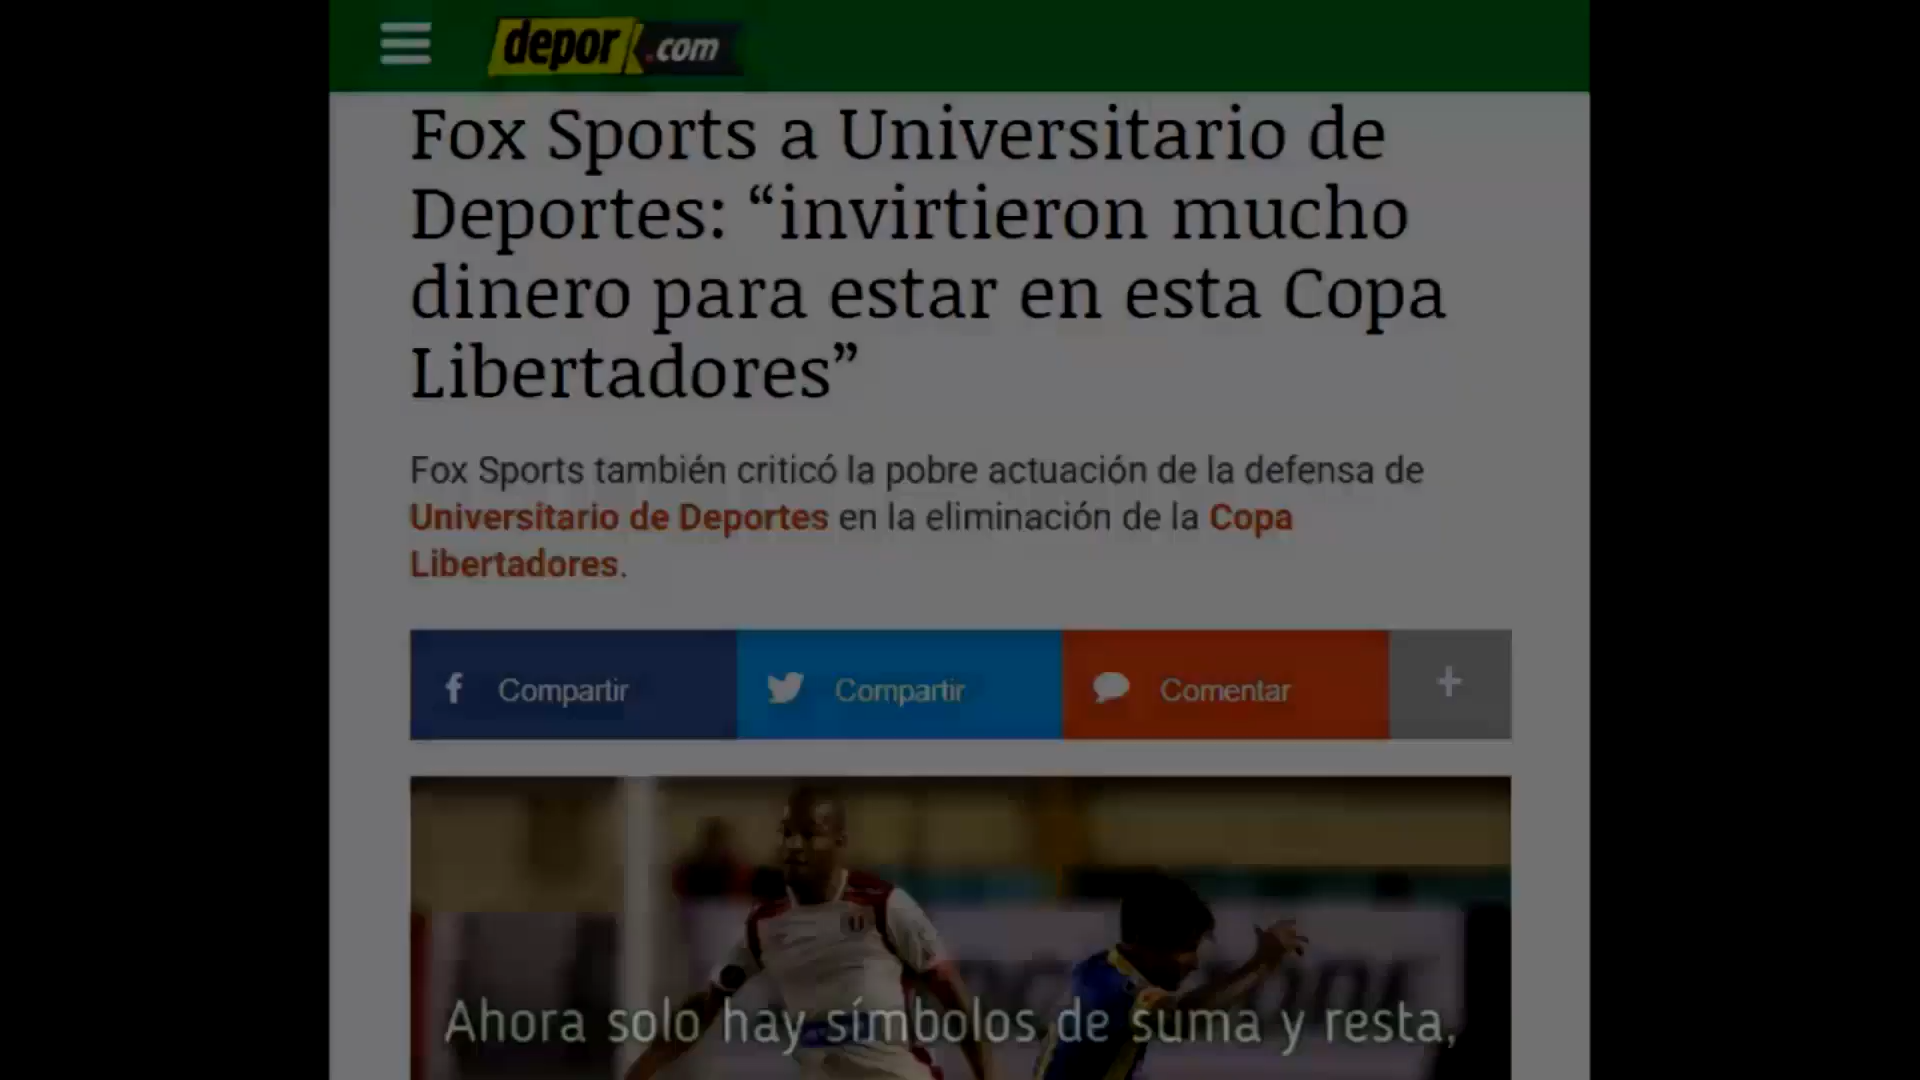 depor.com
Fox Sports a Universitario de
Deportes: “invirtieron mucho
dinero para estar en esta Copa
Libertadores”
Fox Sports también criticó la pobre actuación de la defensa de
Universitario de Deportes en la eliminación de la Copa
Libertadores.
Compartir Compartir Comentar +
Ahora solo hay símbolos de suma y resta,